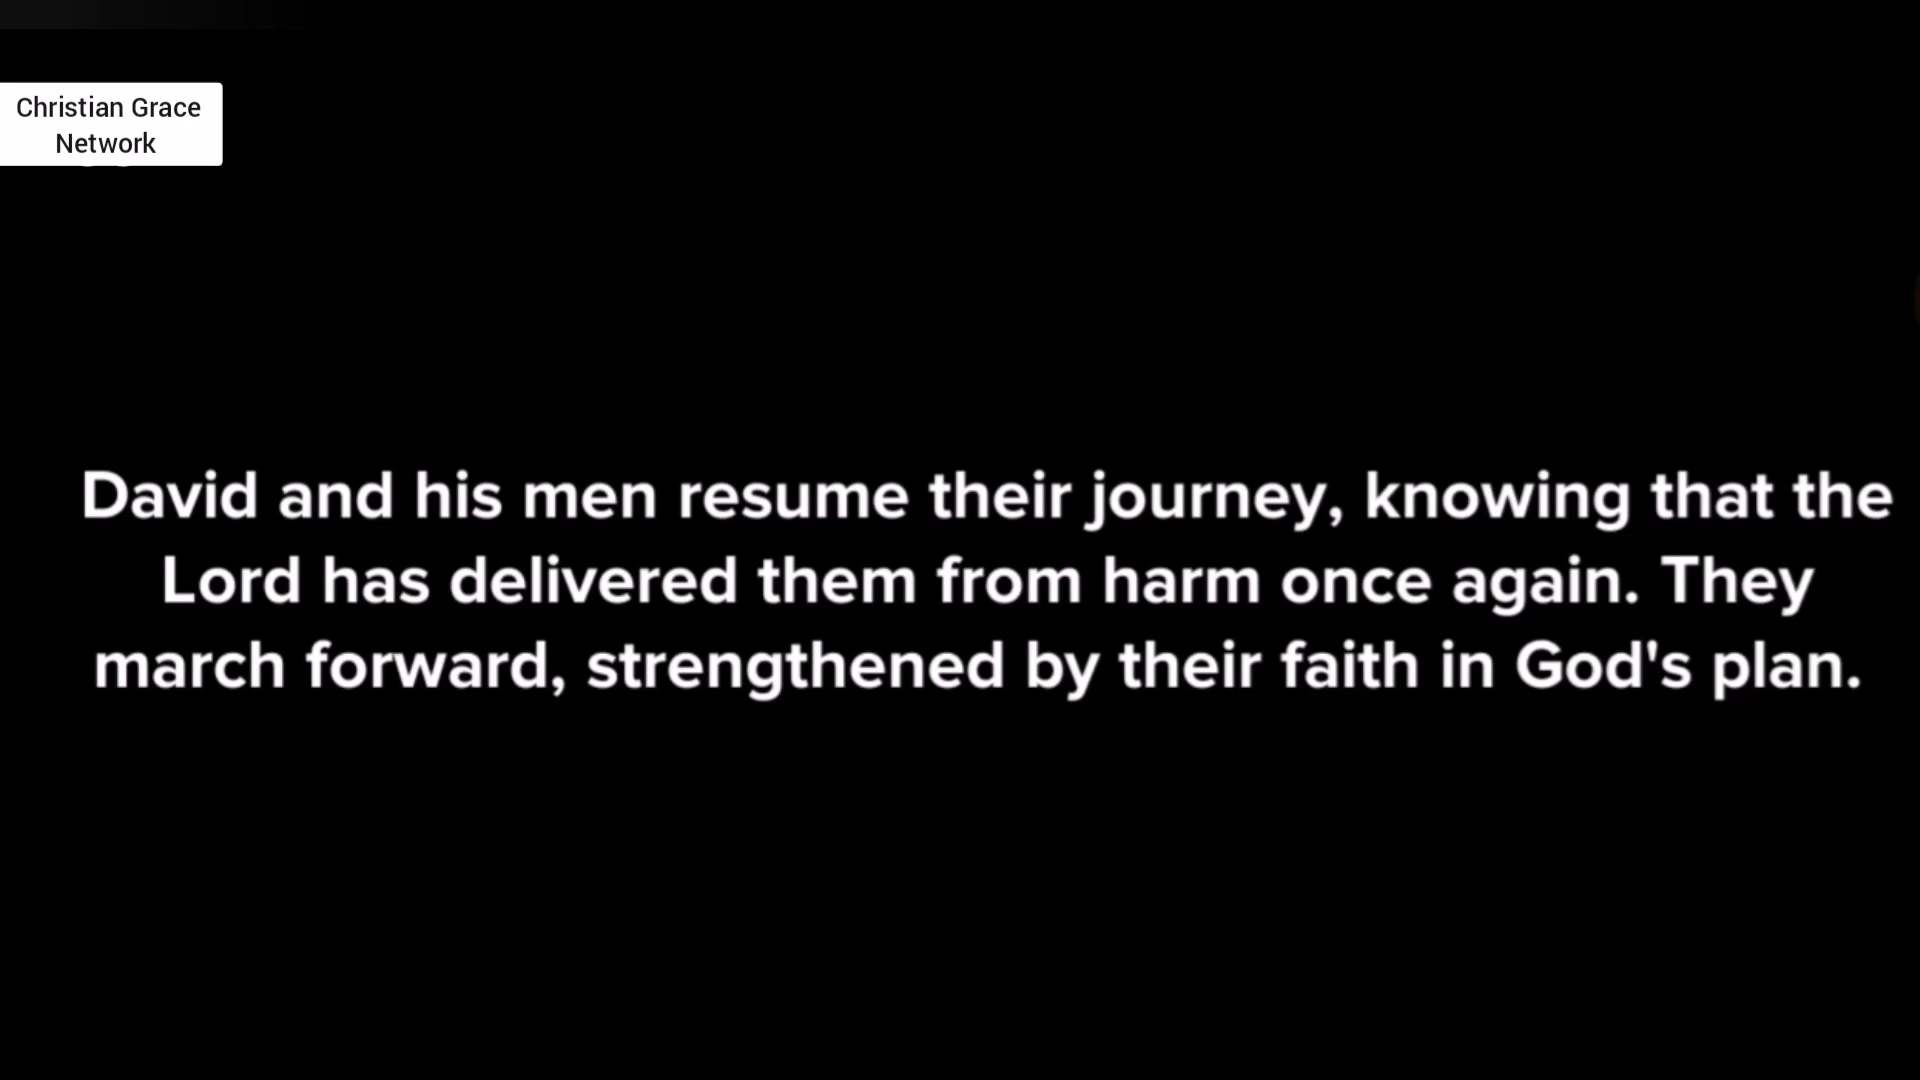 Christian Grace
Network
David and his men resume their journey, knowing that the
Lord has delivered them from harm once again. They
march forward, strengthened by their faith in God's plan.